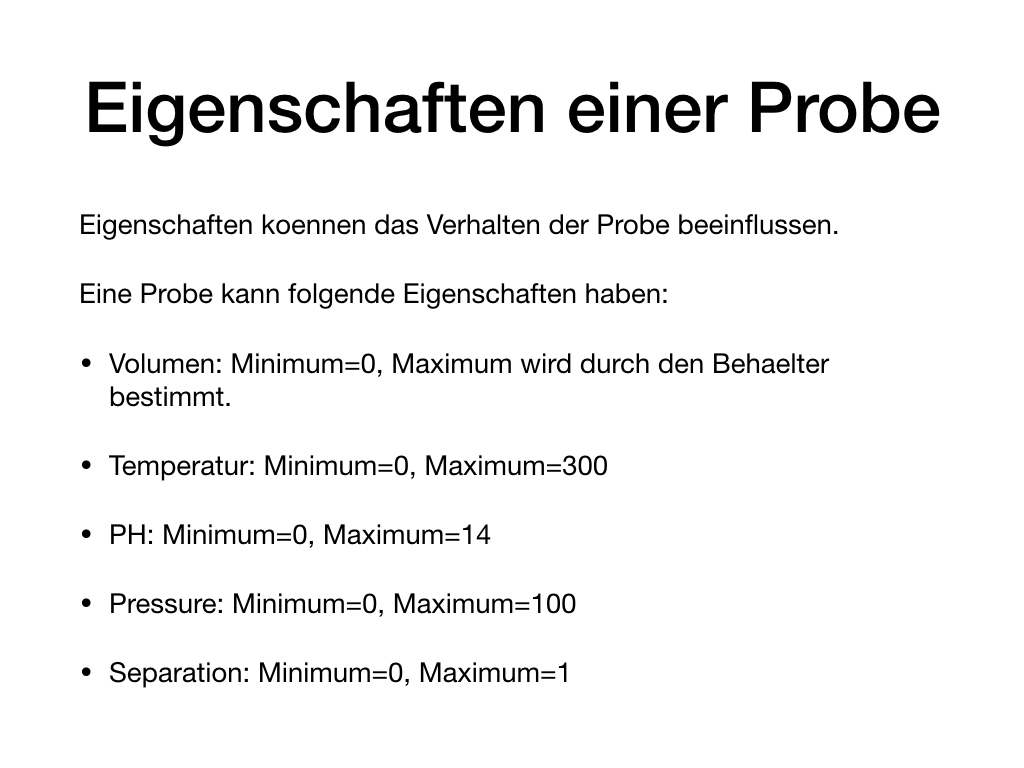 Eigenschaften einer Probe
Eigenschaften koennen das Verhalten der Probe beeinflussen.
Eine Probe kann folgende Eigenschaften haben:
• Volumen: Minimum=0, Maximum wird durch den Behaelter
bestimmt.
• Temperatur: Minimum=0, Maximum=300
• PH: Minimum=0, Maximum=14
• Pressure: Minimum=0, Maximum=100
• Separation: Minimum=0, Maximum=1